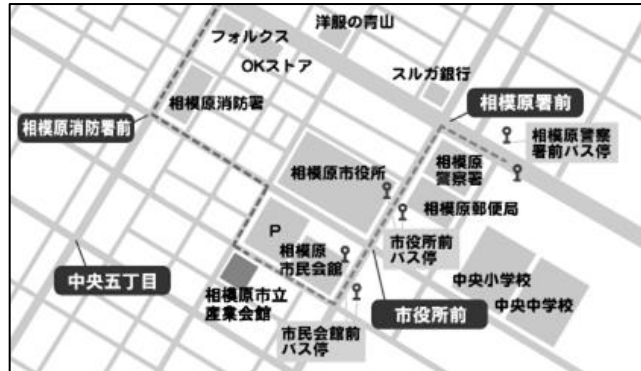 洋服の青山
フォルクス
OKストア
スルガ銀行
相模原消防署
相模原署前
相模原消防署前
相模原警察
署前バス停
相模原
警察署
相模原市役所
相模原郵便局
P
市役所前
バス停
相模原
市民会館
中央小学校
中央五丁目
相模原市立
産業会館
中央中学校
市役所前
市民会館前
バス停